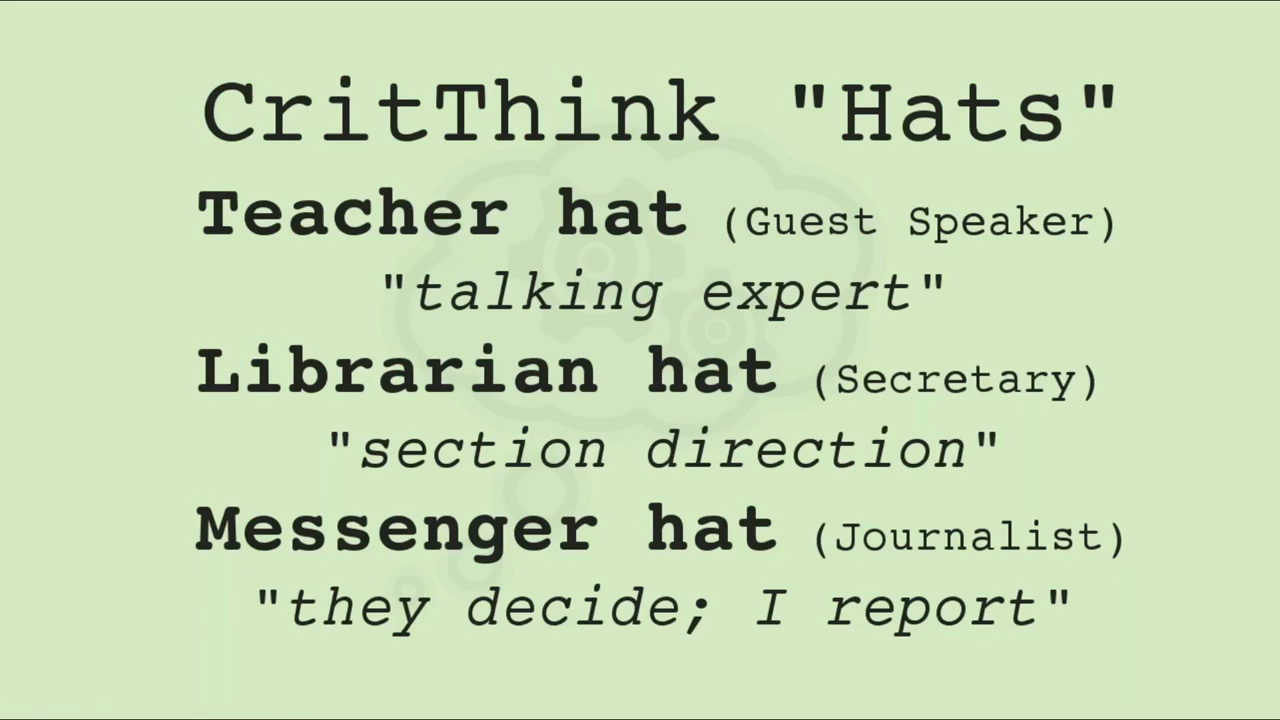 CritThink "Hats"
Teacher hat (Guest Speaker)
"talking expert"
Librarian hat (Secretary)
"section direction"
Messenger hat (Journalist)
"they decide; I report"